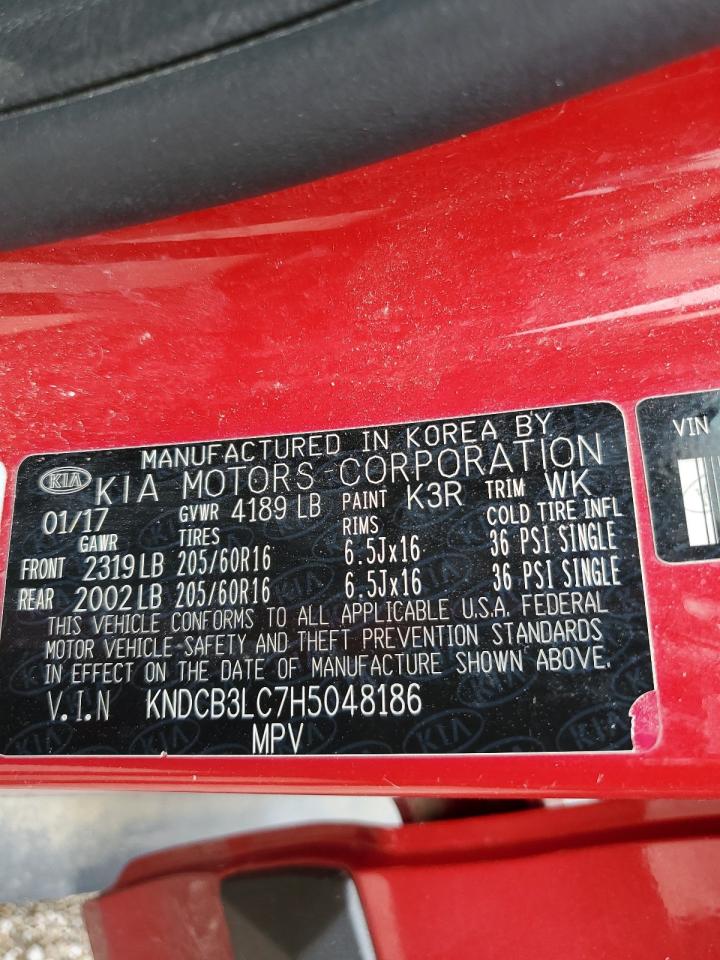 MANUFACTURED IN KOREA BY
KIA KIA MOTORS CORPORATION
01/17 GVWR 4189 LB PAINT K3R TRIM WK
GAWR TIRES RIMS COLD TIRE INFL
FRONT 2319 LB 205/60R16 6.5Jx16 36 PSI SINGLE
REAR 2002 LB 205/60R16 6.5Jx16 36 PSI SINGLE
THIS VEHICLE CONFORMS TO ALL APPLICABLE U.S.A. FEDERAL
MOTOR VEHICLE-SAFETY AND THEFT PREVENTION STANDARDS
IN EFFECT ON THE DATE OF MANUFACTURE SHOWN ABOVE.
V.I.N KNDCB3LC7H5048186
MPV
VIN